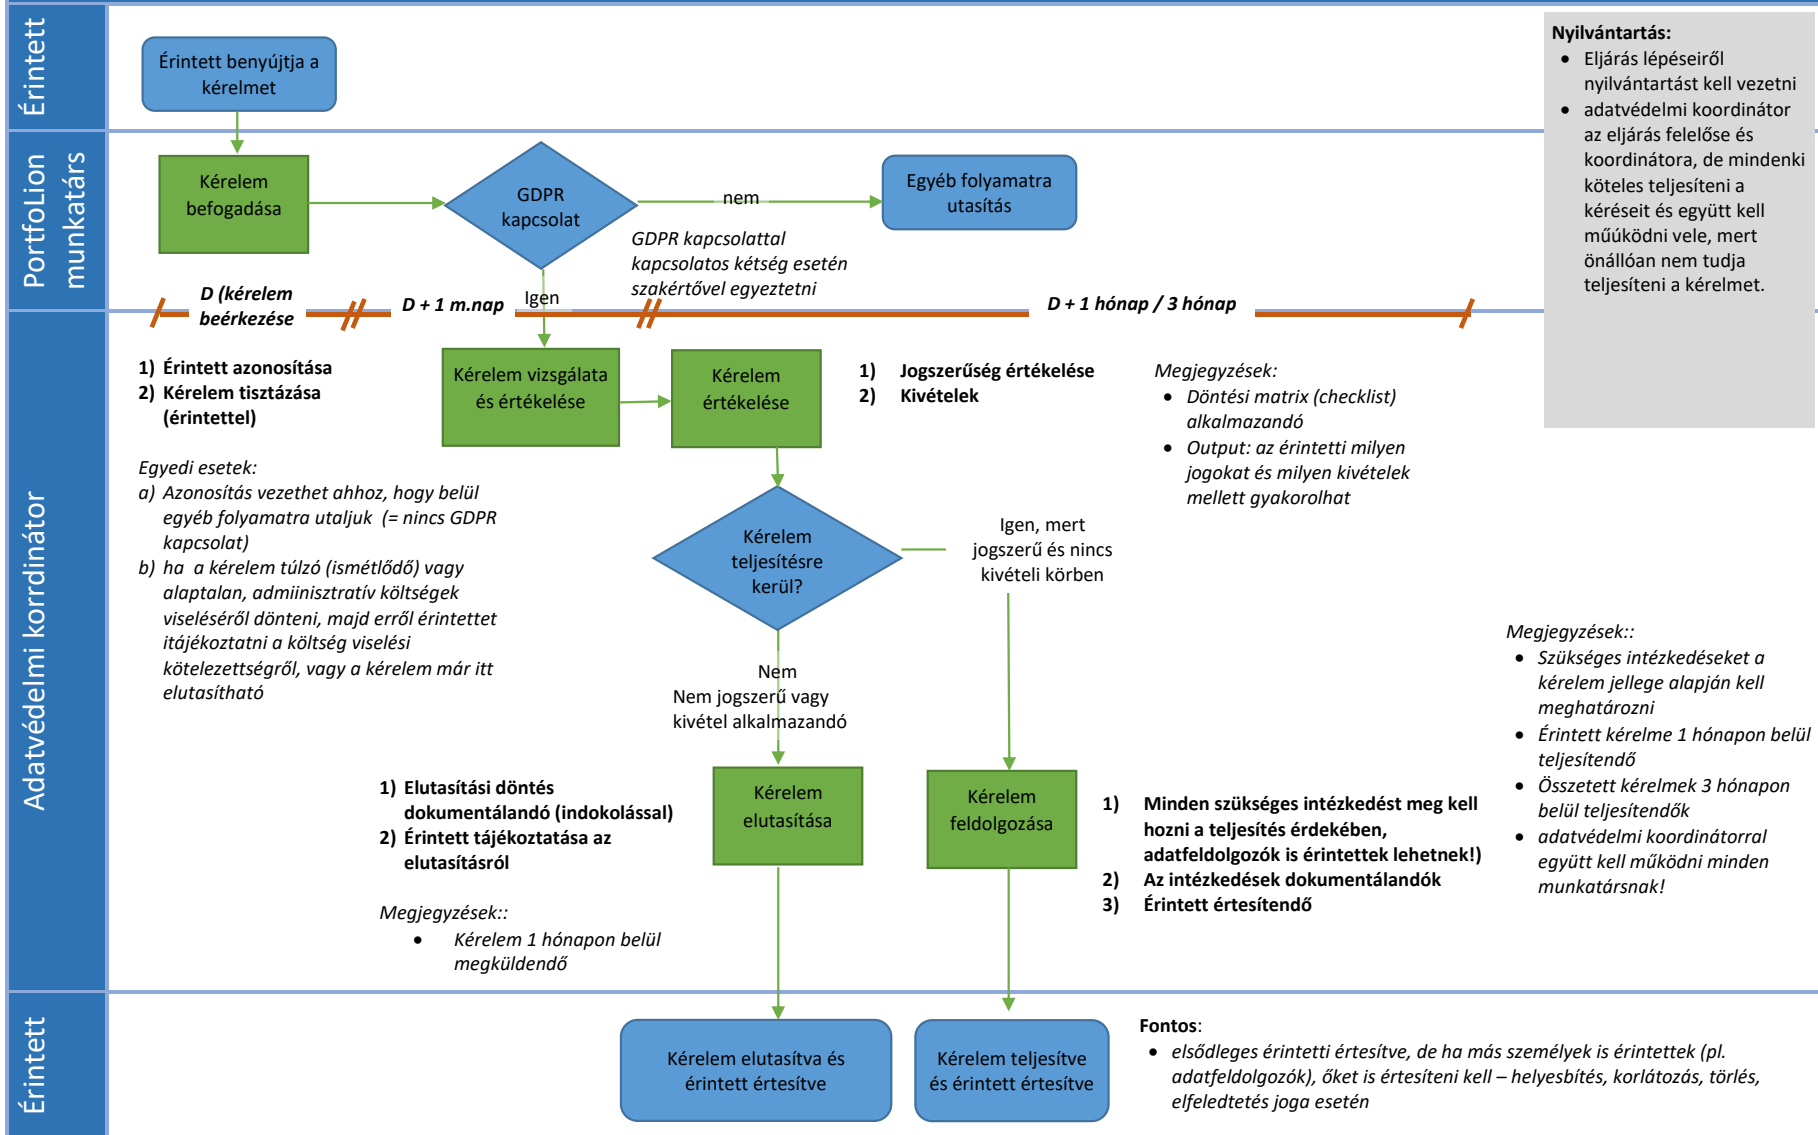 Érintett
Érintett benyújtja a
kérelmet
Nyilvántartás:
• Eljárás lépéseiről
nyilvántartást kell vezetni
• adatvédelmi koordinátor
az eljárás felelőse és
koordinátora, de mindenki
köteles teljesíteni a
kéréseit és együtt kell
műúködni vele, mert
önállóan nem tudja
teljesíteni a kérelmet.
PortfoLion
munkatárs
Kérelem
befogadása
GDPR
kapcsolat
nem
Egyéb folyamatra
utasítás
GDPR kapcsolattal
kapcsolatos kétség esetén
szakértővel egyeztetni
Igen
D (kérelem
beérkezése
D + 1 m.nap
D + 1 hónap / 3 hónap
Adatvédelmi korrdinátor
1) Érintett azonosítása
2) Kérelem tisztázása
(érintettel)
Kérelem vizsgálata
és értékelése
Kérelem
értékelése
1) Jogszerűség értékelése
2) Kivételek
Megjegyzések:
• Döntési matrix (checklist)
alkalmazandó
• Output: az érintetti milyen
jogokat és milyen kivételek
mellett gyakorolhat
Egyedi esetek:
a) Azonosítás vezethet ahhoz, hogy belül
egyéb folyamatra utaljuk (= nincs GDPR
kapcsolat)
b) ha a kérelem túlzó (ismétlődő) vagy
alaptalan, admiinisztratív költségek
viseléséről dönteni, majd erről érintettet
itájékoztatni a költség viselési
kötelezettségről, vagy a kérelem már itt
elutasítható
Kérelem
teljesítésre
kerül?
Igen, mert
jogszerű és nincs
kivételi körben
Nem
Nem jogszerű vagy
kivétel alkalmazandó
Megjegyzések::
• Szükséges intézkedéseket a
kérelem jellege alapján kell
meghatározni
• Érintett kérelme 1 hónapon belül
teljesítendő
• Összetett kérelmek 3 hónapon
belül teljesítendők
• adatvédelmi koordinátorral
együtt kell működni minden
munkatársnak!
1) Elutasítási döntés
dokumentálandó (indokolással)
2) Érintett tájékoztatása az
elutasításról
Megjegyzések::
• Kérelem 1 hónapon belül
megküldendő
Kérelem
elutasítása
Kérelem
feldolgozása
1) Minden szükséges intézkedést meg kell
hozni a teljesítés érdekében,
adatfeldolgozók is érintettek lehetnek!)
2) Az intézkedések dokumentálandók
3) Érintett értesítendő
Érintett
Kérelem elutasítva és
érintett értesítve
Kérelem teljesítve
és érintett értesítve
Fontos:
• elsődleges érintetti értesítve, de ha más személyek is érintettek (pl.
adatfeldolgozók), őket is értesíteni kell – helyesbítés, korlátozás, törlés,
elfeledtetés joga esetén